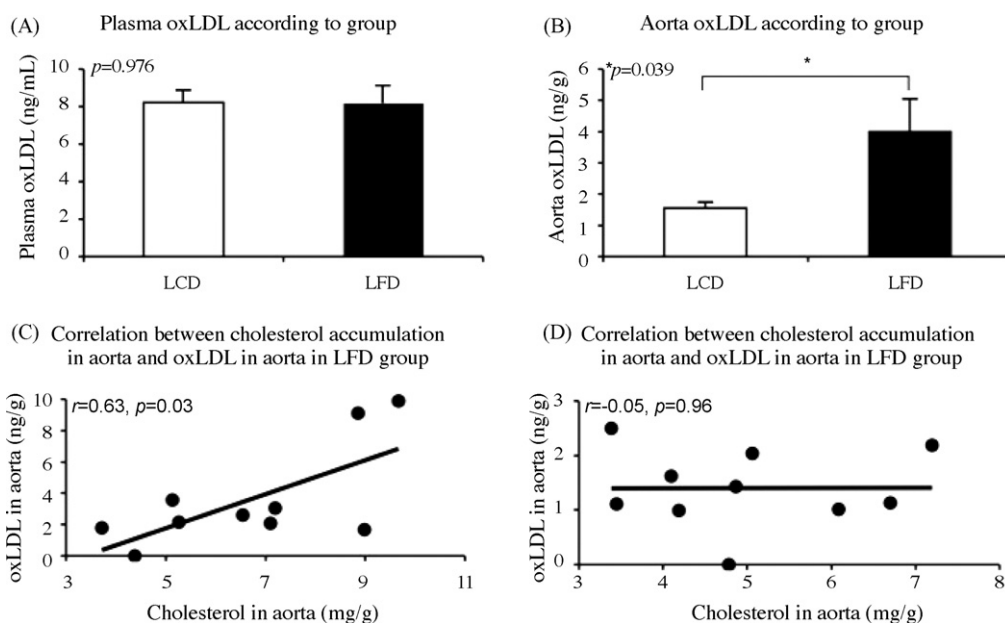 (A) Plasma oxLDL according to group
p=0.976
Plasma oxLDL (ng/mL)
10
8
6
4
2
0
LCD LFD
(B) Aorta oxLDL according to group
*p=0.039
*
Aorta oxLDL (ng/g)
6
5
4
3
2
1
0
LCD LFD
(C) Correlation between cholesterol accumulation
in aorta and oxLDL in aorta in LFD group
r=0.63, p=0.03
oxLDL in aorta (ng/g)
10
8
6
4
2
0
3 5 7 9 11
Cholesterol in aorta (mg/g)
(D) Correlation between cholesterol accumulation
in aorta and oxLDL in aorta in LFD group
r=-0.05, p=0.96
oxLDL in aorta (ng/g)
3
2
1
0
3 4 5 6 7 8
Cholesterol in aorta (mg/g)